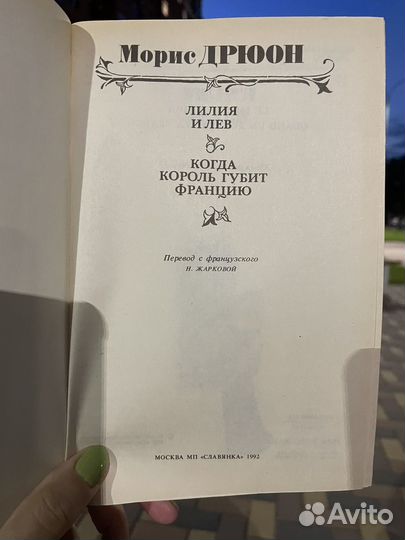 Морис ДРЮОН
ЛИЛИЯ
И ЛЕВ
КОГДА
КОРОЛЬ ГУБИТ
ФРАНЦИЮ
Перевод с французского
Н. ЖАРКОВОЙ
МОСКВА МП «СЛАВЯНКА» 1992
Avito